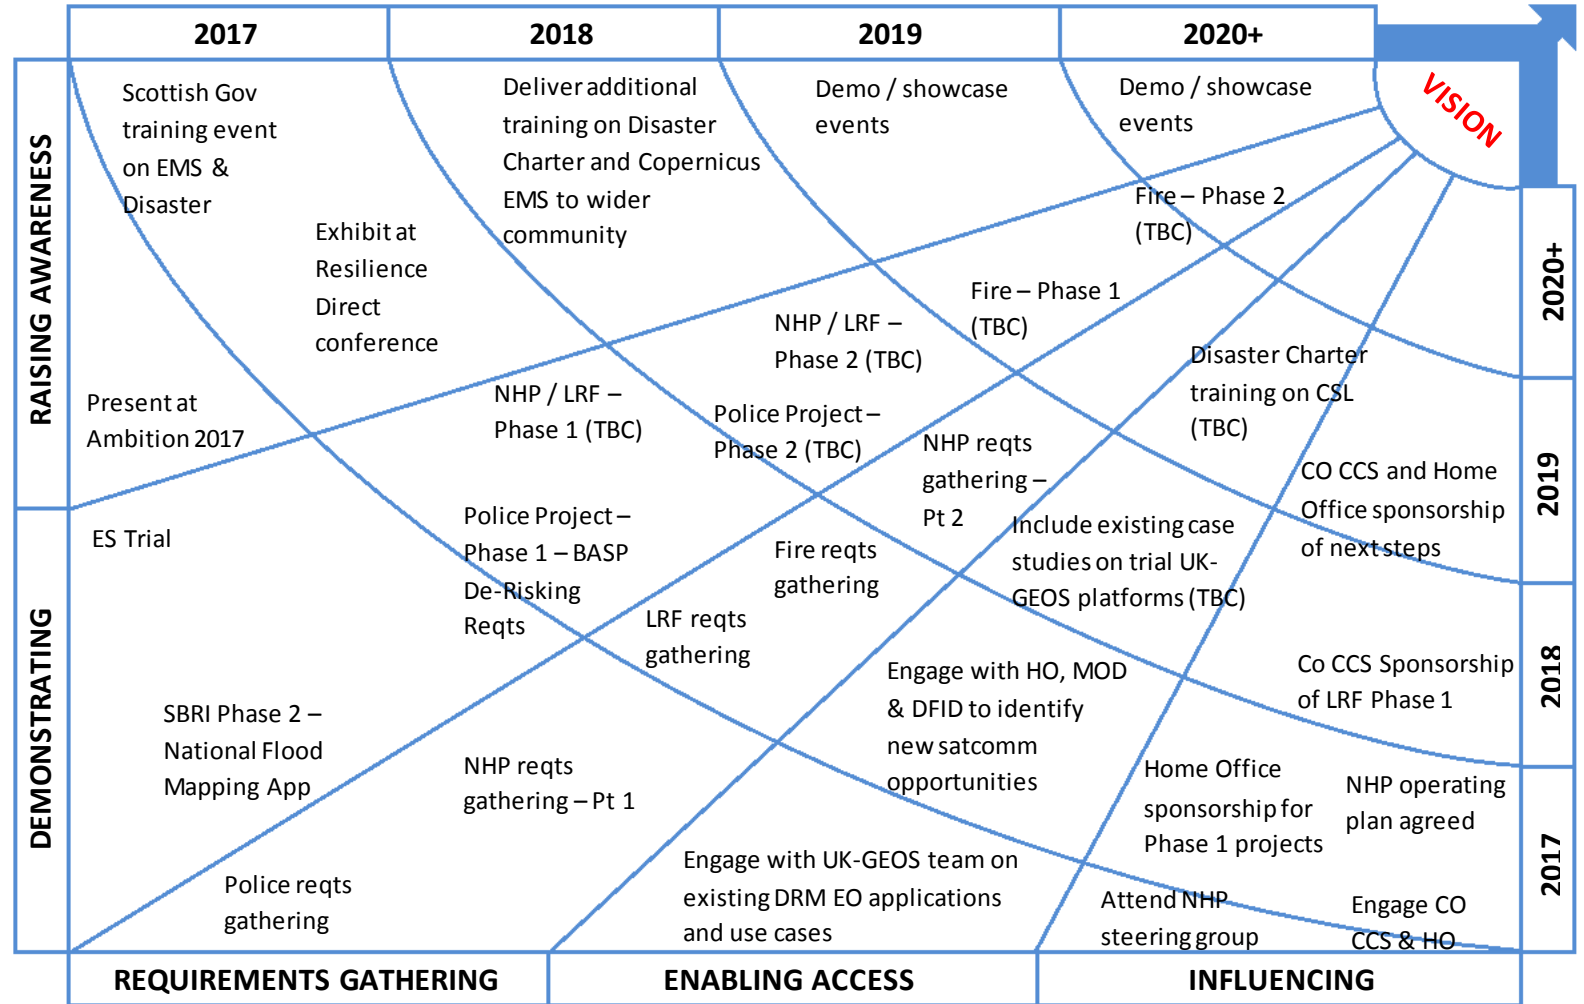 2017
2018
2019
2020+
VISION
RAISING AWARENESS
DEMONSTRATING
Scottish Gov
training event
on EMS &
Disaster
Exhibit at
Resilience
Direct
conference
Present at
Ambition 2017
Deliver additional
training on Disaster
Charter and Copernicus
EMS to wider
community
Demo / showcase
events
Demo / showcase
events
Fire – Phase 2
(TBC)
Fire – Phase 1
(TBC)
NHP / LRF –
Phase 2 (TBC)
NHP / LRF –
Phase 1 (TBC)
Police Project –
Phase 2 (TBC)
ES Trial
Police Project –
Phase 1 – BASP
De-Risking
Reqts
SBRI Phase 2 –
National Flood
Mapping App
NHP reqts
gathering –
Pt 2
Fire reqts
gathering
LRF reqts
gathering
NHP reqts
gathering – Pt 1
Police reqts
gathering
Disaster Charter
training on CSL
(TBC)
Include existing case
studies on trial UK-
GEOS platforms (TBC)
Engage with HO, MOD
& DFID to identify
new satcomm
opportunities
Engage with UK-GEOS team on
existing DRM EO applications
and use cases
CO CCS and Home
Office sponsorship
of next steps
Co CCS Sponsorship
of LRF Phase 1
Home Office
sponsorship for
Phase 1 projects
NHP operating
plan agreed
Attend NHP
steering group
Engage CO
CCS & HO
2020+
2019
2018
2017
REQUIREMENTS GATHERING
ENABLING ACCESS
INFLUENCING